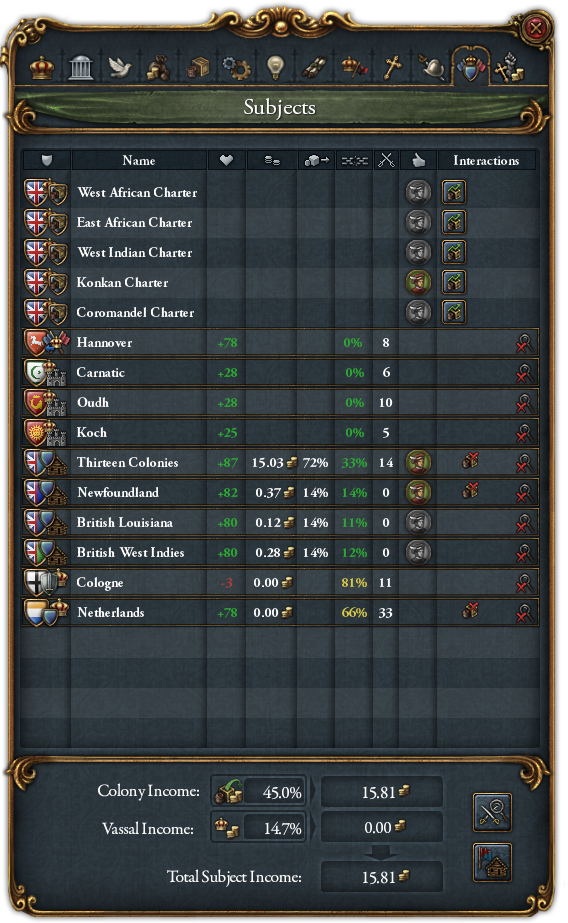 Subjects
Name Interactions
West African Charter
East African Charter
West Indian Charter
Konkan Charter
Coromandel Charter
Hannover +78 0% 8
Carnatic +28 0% 6
Oudh +28 0% 10
Koch +25 0% 5
Thirteen Colonies +87 15.03 72% 33% 14
Newfoundland +82 0.37 14% 14% 0
British Louisiana +80 0.12 14% 11% 0
British West Indies +80 0.28 14% 12% 0
Cologne -3 0.00 81% 11
Netherlands +78 0.00 66% 33
Colony Income: 45.0% 15.81
Vassal Income: 14.7% 0.00
Total Subject Income: 15.81